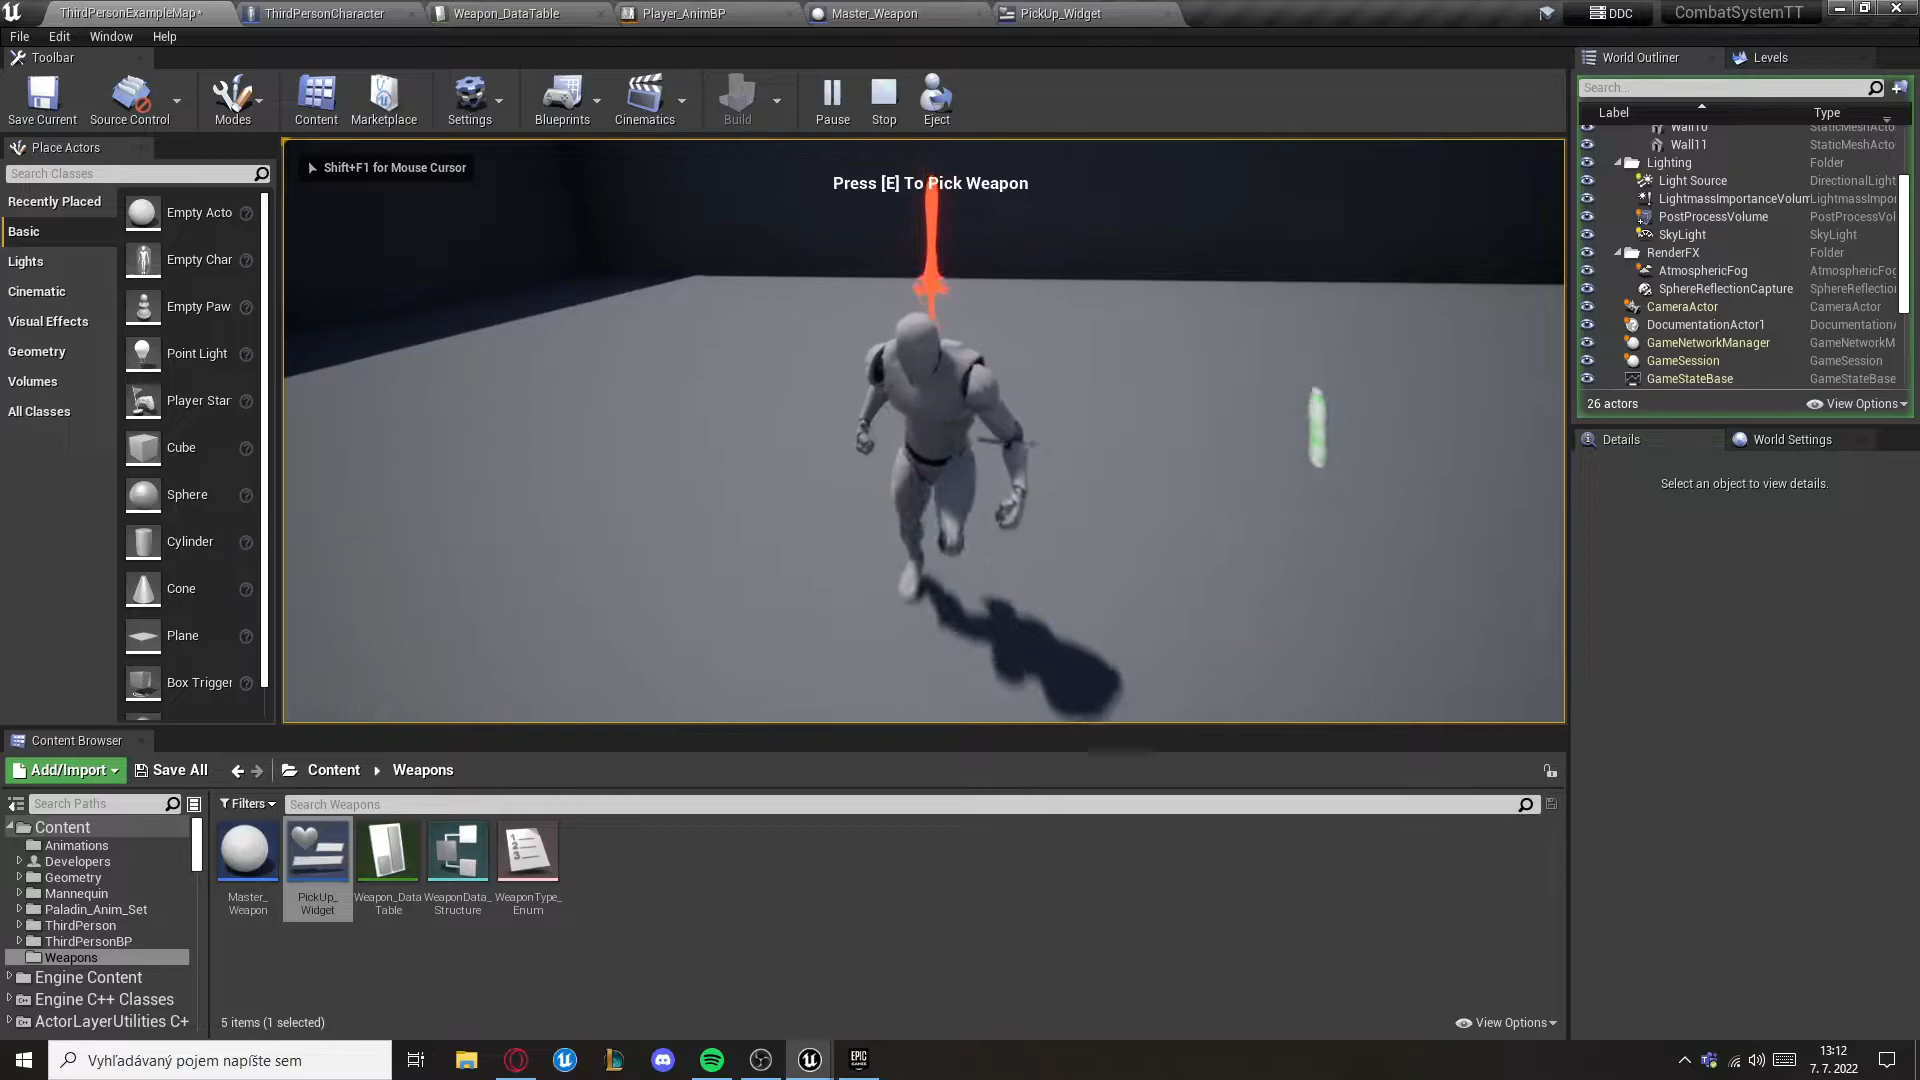 ThirdPersonExampleMap*
ThirdPersonCharacter
Weapon_DataTable
Player_AnimBP
Master_Weapon
PickUp_Widget
DDC
CombatSystemTT
File
Edit
Window
Help
Toolbar
Save Current
Source Control
Modes
Content
Marketplace
Settings
Blueprints
Cinematics
Build
Pause
Stop
Eject
Place Actors
Search Classes
Recently Placed
Basic
Lights
Cinematic
Visual Effects
Geometry
Volumes
All Classes
Empty Acto
Empty Char
Empty Paw
Point Light
Player Star
Cube
Sphere
Cylinder
Cone
Plane
Box Trigger
Shift+F1 for Mouse Cursor
Press [E] To Pick Weapon
World Outliner
Levels
Search...
Label
Type
Wall10 StaticMeshActo
Wall11 StaticMeshActo
Lighting Folder
Light Source DirectionalLight
LightmassImportanceVolum LightmassImpor
PostProcessVolume PostProcessVol
SkyLight SkyLight
RenderFX Folder
AtmosphericFog AtmosphericFog
SphereReflectionCapture SphereReflection
CameraActor CameraActor
DocumentationActor1 Documentation
GameNetworkManager GameNetworkM
GameSession GameSession
GameStateBase GameStateBase
26 actors
View Options
Details
World Settings
Select an object to view details.
Content Browser
Add/Import
Save All
Content
Weapons
Search Paths
Filters
Search Weapons
Content
Animations
Developers
Geometry
Mannequin
Paladin_Anim_Set
ThirdPerson
ThirdPersonBP
Weapons
Engine Content
Engine C++ Classes
ActorLayerUtilities C+
Master_
Weapon
PickUp_
Widget
Weapon_Data
Table
WeaponData_
Structure
WeaponType_
Enum
5 items (1 selected)
View Options
Vyhľadávaný pojem napíšte sem
EPIC
GAMES
13:12
7. 7. 2022